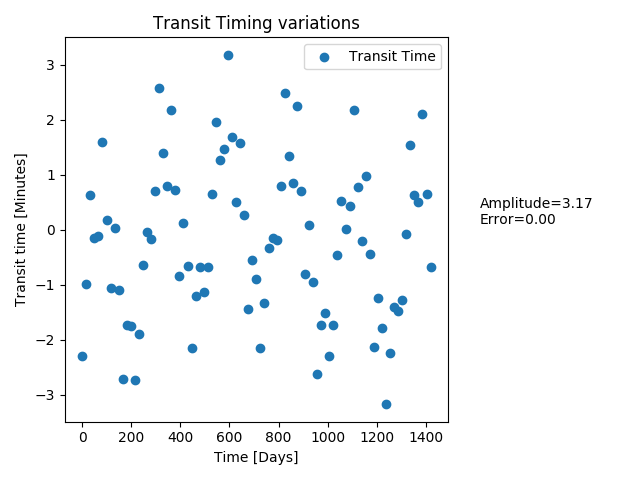 Transit Timing variations
Transit Time
Transit time [Minutes]
3
2
1
0
−1
−2
−3
0 200 400 600 800 1000 1200 1400
Time [Days]
Amplitude=3.17
Error=0.00